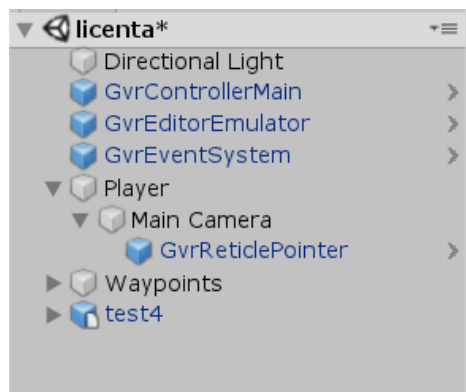 licenta*
Directional Light
GvrControllerMain
GvrEditorEmulator
GvrEventSystem
Player
Main Camera
GvrReticlePointer
Waypoints
test4